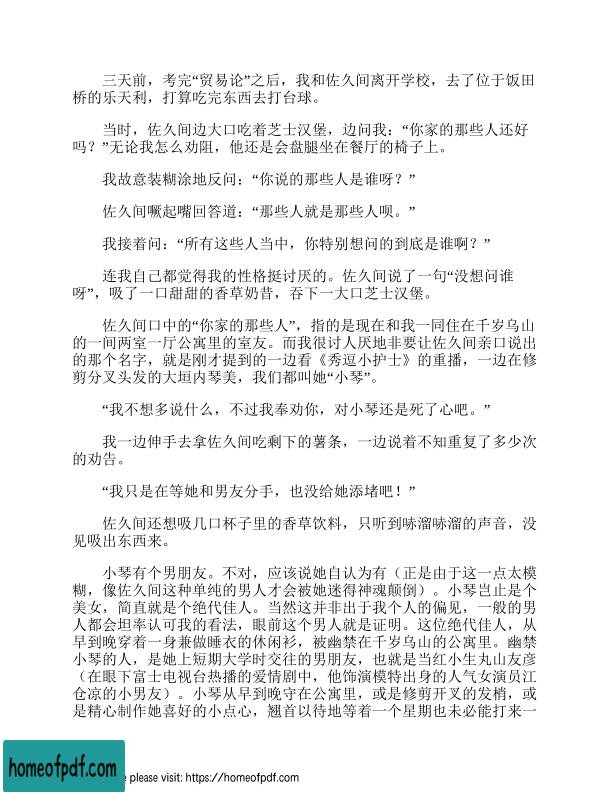 三天前，考完“贸易论”之后，我和佐久间离开学校，去了位于饭田
桥的乐天利，打算吃完东西去打台球。
当时，佐久间边大口吃着芝士汉堡，边问我：“你家的那些人还好
吗？”无论我怎么劝阻，他还是会盘腿坐在餐厅的椅子上。
我故意装糊涂地反问：“你说的那些人是谁呀？”
佐久间噘起嘴回答道：“那些人就是那些人呗。”
我接着问：“所有这些人当中，你特别想问的到底是谁啊？”
连我自己都觉得我的性格挺讨厌的。佐久间说了一句“没想问谁
呀”，吸了一口甜甜的香草奶昔，吞下一大口芝士汉堡。
佐久间口中的“你家的那些人”，指的是现在和我一同住在千岁乌山
的一间两室一厅公寓里的室友。而我很讨人厌地非要让佐久间亲口说出
的那个名字，就是刚才提到的一边看《秀逗小护士》的重播，一边在修
剪分叉头发的大垣内琴美，我们都叫她“小琴”。
“我不想多说什么，不过我奉劝你，对小琴还是死了心吧。”
我一边伸手去拿佐久间吃剩下的薯条，一边说着不知重复了多少次
的劝告。
“我只是在等她和男友分手，也没给她添堵吧！”
佐久间还想吸几口杯子里的香草饮料，只听到哧溜哧溜的声音，没
见吸出东西来。
小琴有个男朋友。不对，应该说她自认为有（正是由于这一点太模
糊，像佐久间这种单纯的男人才会被她迷得神魂颠倒）。小琴岂止是个
美女，简直就是个绝代佳人。当然这并非出于我个人的偏见，一般的男
人都会坦率认可我的看法，眼前这个男人就是证明。这位绝代佳人，从
早到晚穿着一身兼做睡衣的休闲衫，被幽禁在千岁乌山的公寓里。幽禁
小琴的人，是她上短期大学时交往的男朋友，也就是当红小生丸山友彦
（在眼下富士电视台热播的爱情剧中，他饰演模特出身的人气女演员江
仓凉的小男友）。小琴从早到晚守在公寓里，或是修剪开叉的发梢，或
是精心制作她喜好的小点心，翘首以待地等着一个星期也未必能打来一
homeofpdf.com
e please visit: https://homeofpdf.com